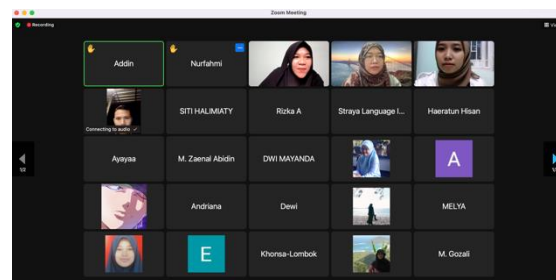 Zoom Meeting
Recording
Addin
Nurfahmi
Connecting to audio
SITI HALIMIATY
Rizka A
Straya Language I...
Haeratun Hisan
Ayayaa
M. Zaenal Abidin
DWI MAYANDA
A
Andriana
Dewi
MELYA
E
Khonsa-Lombok
M. Gozali